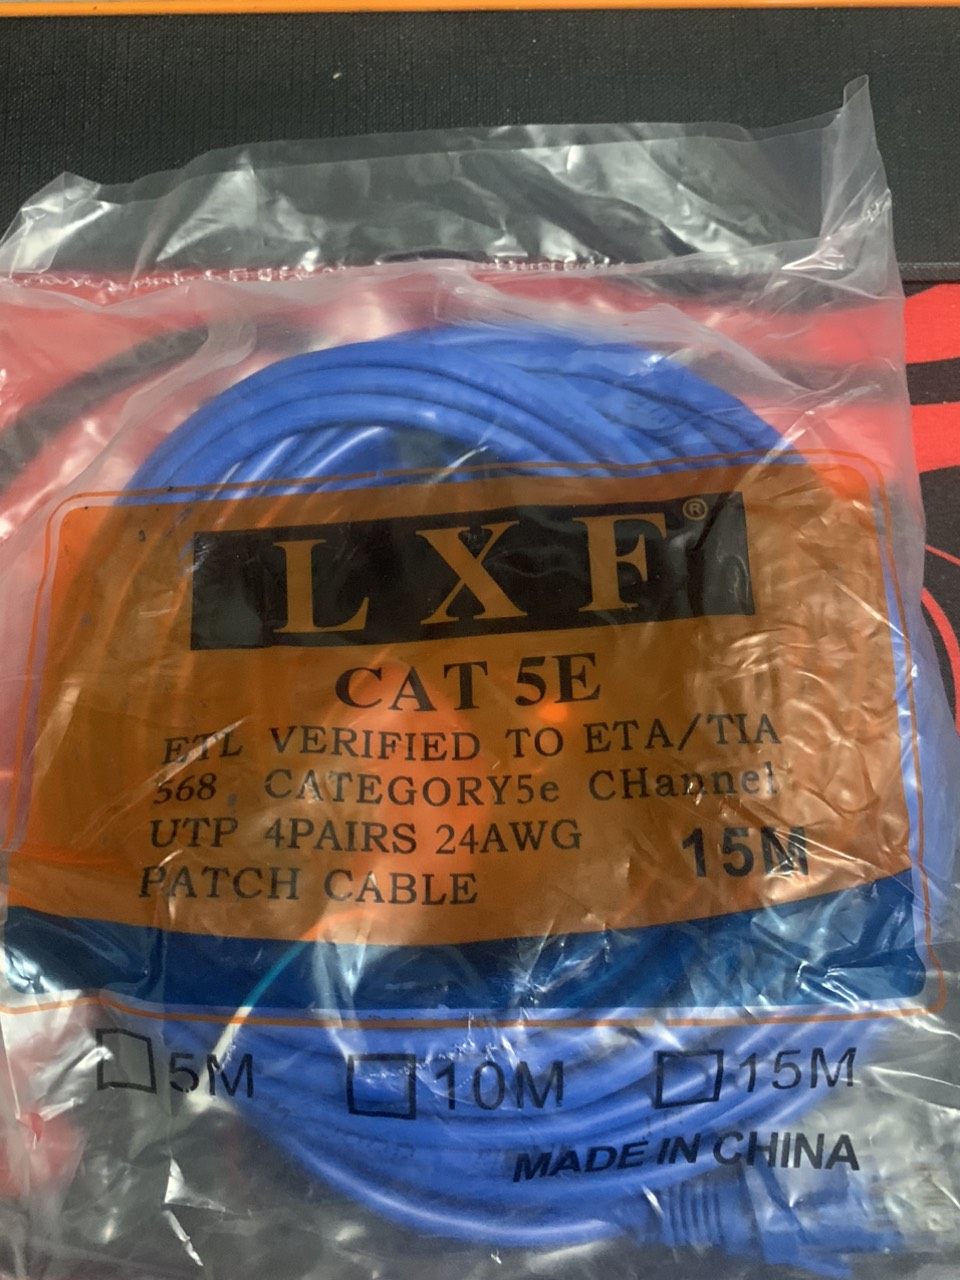 LXF®
CAT 5E
ETL VERIFIED TO ETA/TIA
568, CATEGORY5e CHannel
UTP 4PAIRS 24AWG
15M
PATCH CABLE
5M 10M 15M
MADE IN CHINA